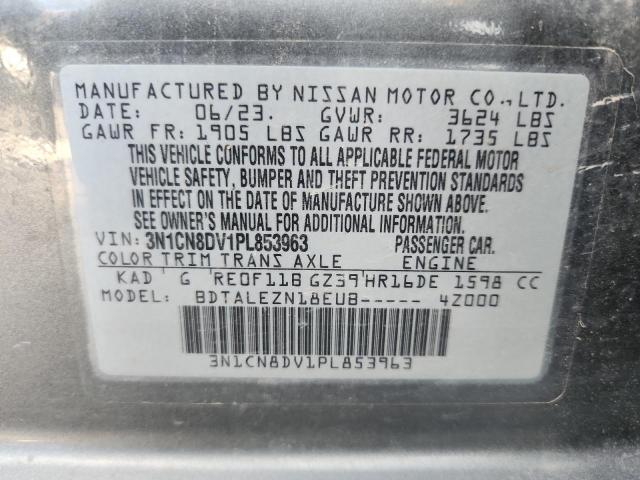 MANUFACTURED BY NISSAN MOTOR CO., LTD.
DATE: 06/23. GVWR: 3624 LBS
GAWR FR: 1905 LBS GAWR RR: 1735 LBS
THIS VEHICLE CONFORMS TO ALL APPLICABLE FEDERAL MOTOR
VEHICLE SAFETY, BUMPER AND THEFT PREVENTION STANDARDS
IN EFFECT ON THE DATE OF MANUFACTURE SHOWN ABOVE.
SEE OWNER'S MANUAL FOR ADDITIONAL INFORMATION.
VIN: 3N1CN8DV1PL853963 PASSENGER CAR.
COLOR TRIM TRANS AXLE ENGINE
KAD G RE0F11B GZ39 HR16DE 1598 CC
MODEL: BDTALEZN18EUB----- 4Z000
3N1CN8DV1PL853963